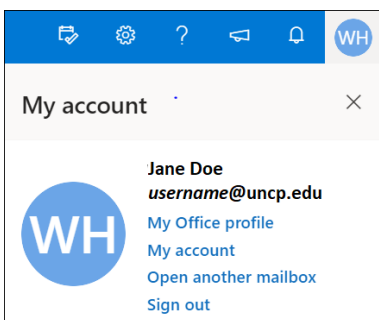 WH
My account
Jane Doe
username@uncp.edu
WH
My Office profile
My account
Open another mailbox
Sign out